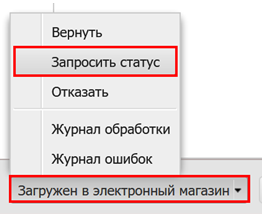 Вернуть
Запросить статус
Отказать
Журнал обработки
Журнал ошибок
Загружен в электронный магазин